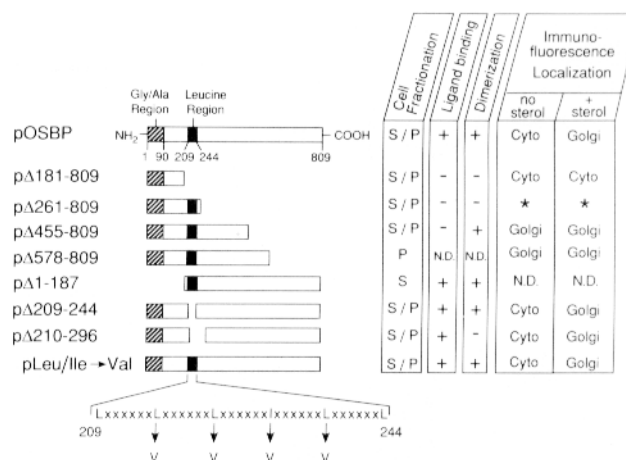 Immuno-
fluorescence
Localization
Cell
Fractionation
Ligand binding
Dimerization
no
sterol
+
sterol
Gly/Ala
Region
Leucine
Region
pOSBP NH2 COOH S / P + + Cyto Golgi
1 90 209 244 809
pΔ181-809 S / P - - Cyto Cyto
pΔ261-809 S / P - - * *
pΔ455-809 S / P - + Golgi Golgi
pΔ578-809 P N.D. N.D. Golgi Golgi
pΔ1-187 S + + N.D. N.D.
pΔ209-244 S / P + + Cyto Golgi
pΔ210-296 S / P + - Cyto Golgi
pLeu/Ile→Val S / P + + Cyto Golgi
LxxxxxxLxxxxxxLxxxxxxIxxxxxxLxxxxxxL
209 244
V V V V